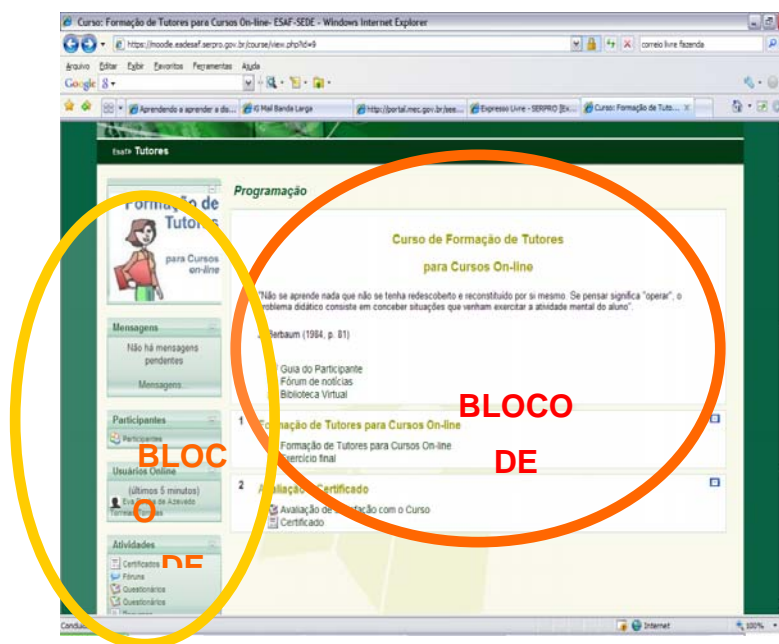 Curso: Formação de Tutores para Cursos On-line- ESAF-SEDE - Windows Internet Explorer
https://moodle.eadesaf.serpro.gov.br/course/view.php?id=9
correio livre fazenda
Arquivo Editar Exibir Favoritos Ferramentas Ajuda
Google
Aprendendo a aprender a do...
iG Mail Banda Larga
http://portal.mec.gov.br/see...
Expresso Livre - SERPRO [Ex...
Curso: Formação de Tuto...
Esaf» Tutores
Formação de
Tutores
para Cursos
on-line
Mensagens
Não há mensagens
pendentes
Mensagens
Participantes
Participantes
Usuários Online
(últimos 5 minutos)
de Azevedo
Atividades
Certificados
Fóruns
Questionários
Questionários
BLOC
O
DE
Programação
Curso de Formação de Tutores
para Cursos On-line
"Não se aprende nada que não se tenha redescoberto e reconstituído por si mesmo. Se pensar significa "operar", o
problema didático consiste em conceber situações que venham exercitar a atividade mental do aluno".
Berbaum (1984, p. 81)
Guia do Participante
Fórum de notícias
Biblioteca Virtual
1 Formação de Tutores para Cursos On-line
Formação de Tutores para Cursos On-line
Exercício final
2 Avaliação Certificado
Avaliação de com o Curso
Certificado
BLOCO
DE
Internet
100%